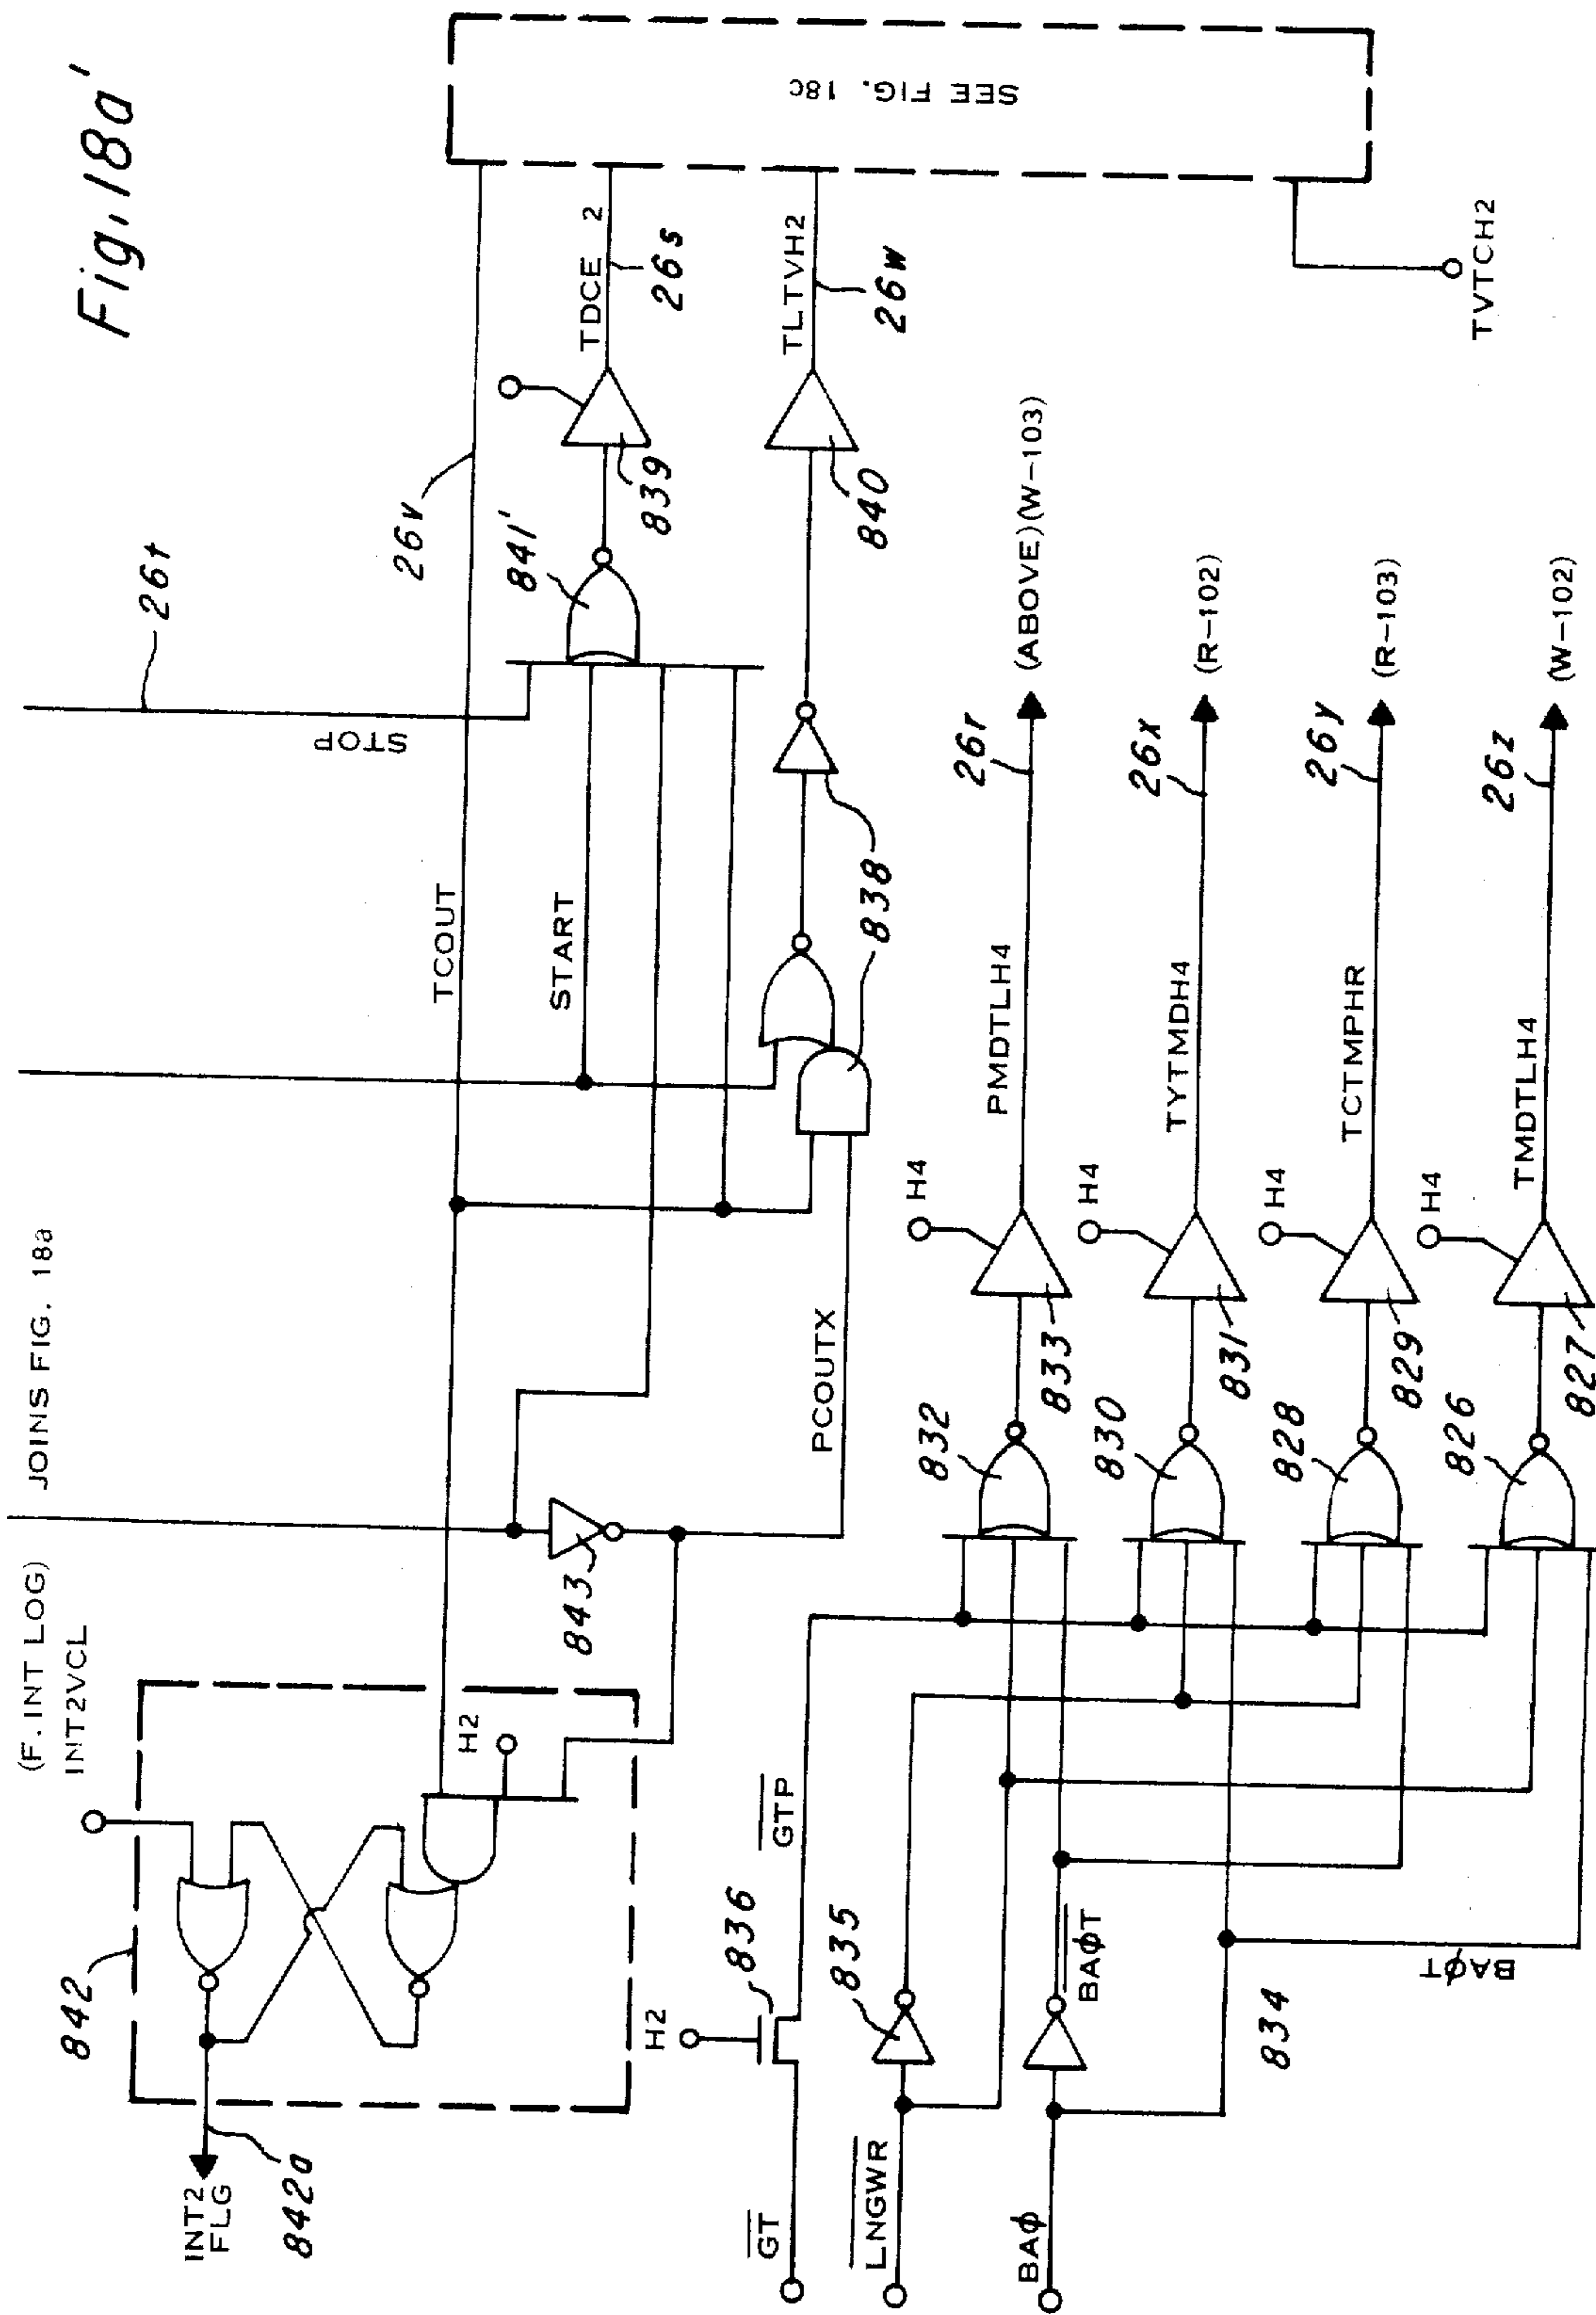 Fig. 18a'
JOINS FIG. 18a
(F. INT LOG)
INT2VCL
842
H2
INT2
FLG
842a
843
TCOUT
START
STOP
26t
26v
841'
839
TDCE 2
26s
SEE FIG. 18c
TLTVH2
26w
840
838
PCOUTX
TVTCH2
H2
836
GT
GTP
835
LNGWR
BAϕ
BAϕT
834
BAϕT
832
833
H4
PMDTLH4
26r
(ABOVE)(W-103)
830
831
H4
TYTMDH4
26x
(R-102)
828
829
H4
TCTMPHR
26y
(R-103)
826
827
H4
TMDTLH4
26z
(W-102)